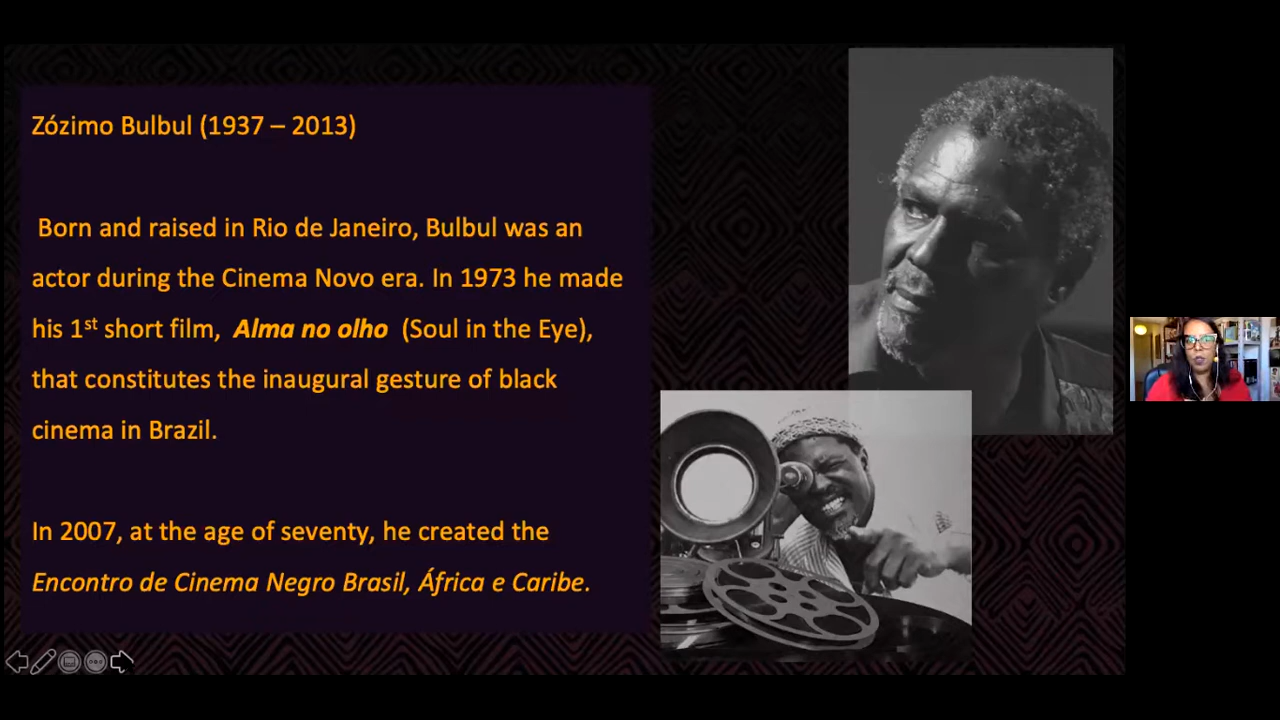 Zózimo Bulbul (1937 – 2013)
Born and raised in Rio de Janeiro, Bulbul was an
actor during the Cinema Novo era. In 1973 he made
his 1st short film, Alma no olho (Soul in the Eye),
that constitutes the inaugural gesture of black
cinema in Brazil.
In 2007, at the age of seventy, he created the
Encontro de Cinema Negro Brasil, África e Caribe.